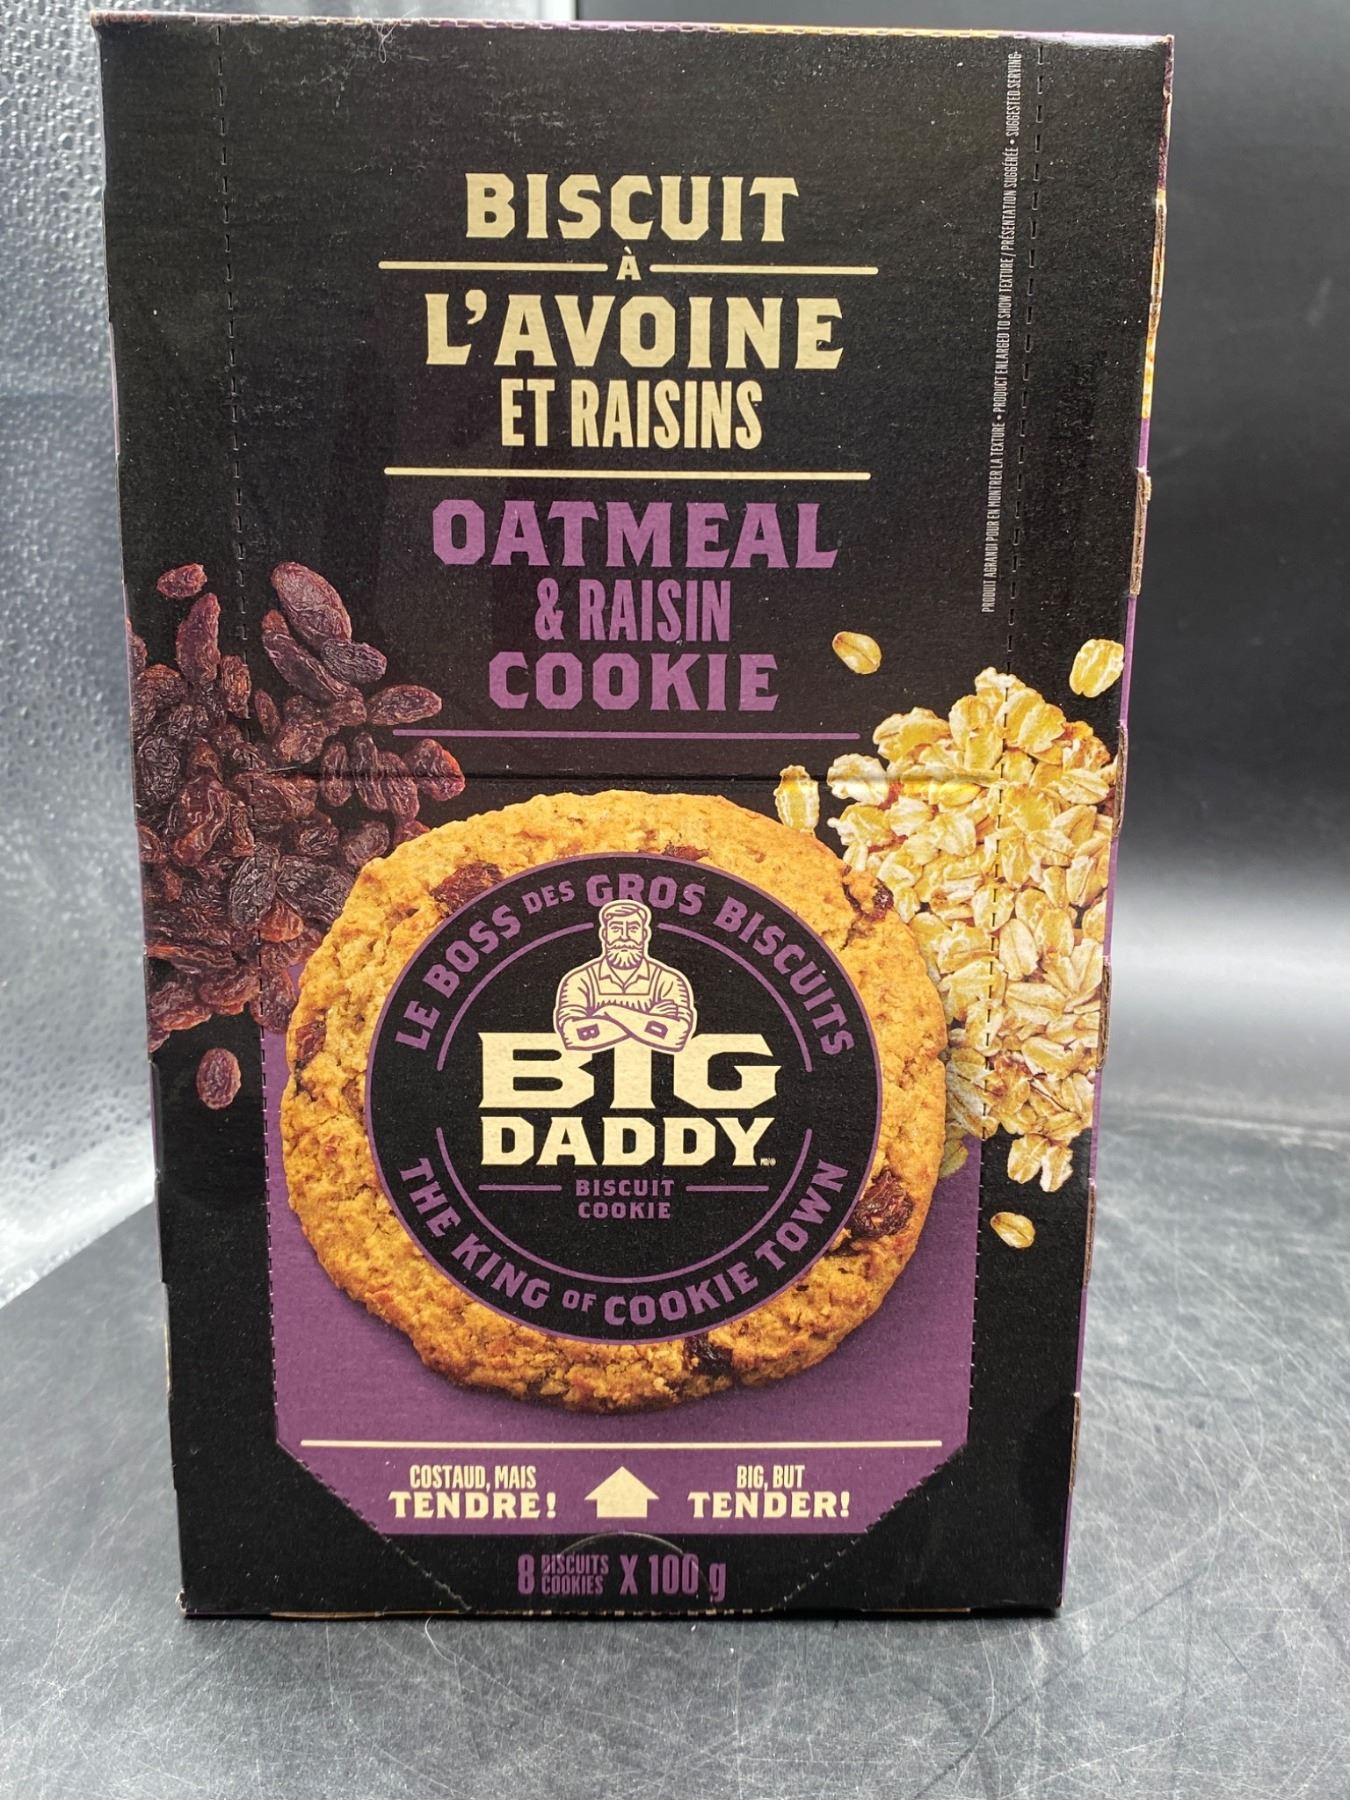 BISCUIT
À
L'AVOINE
ET RAISINS
OATMEAL
& RAISIN
COOKIE
PRODUIT AGRANDI POUR EN MONTRER LA TEXTURE • PRODUCT ENLARGED TO SHOW TEXTURE / PRÉSENTATION SUGGÉRÉE • SUGGESTED SERVING
LE BOSS DES GROS BISCUITS
B D
BIG
DADDY
BISCUIT
COOKIE
THE KING OF COOKIE TOWN
COSTAUD, MAIS
TENDRE!
BIG, BUT
TENDER!
8 BISCUITS COOKIES X 100 g